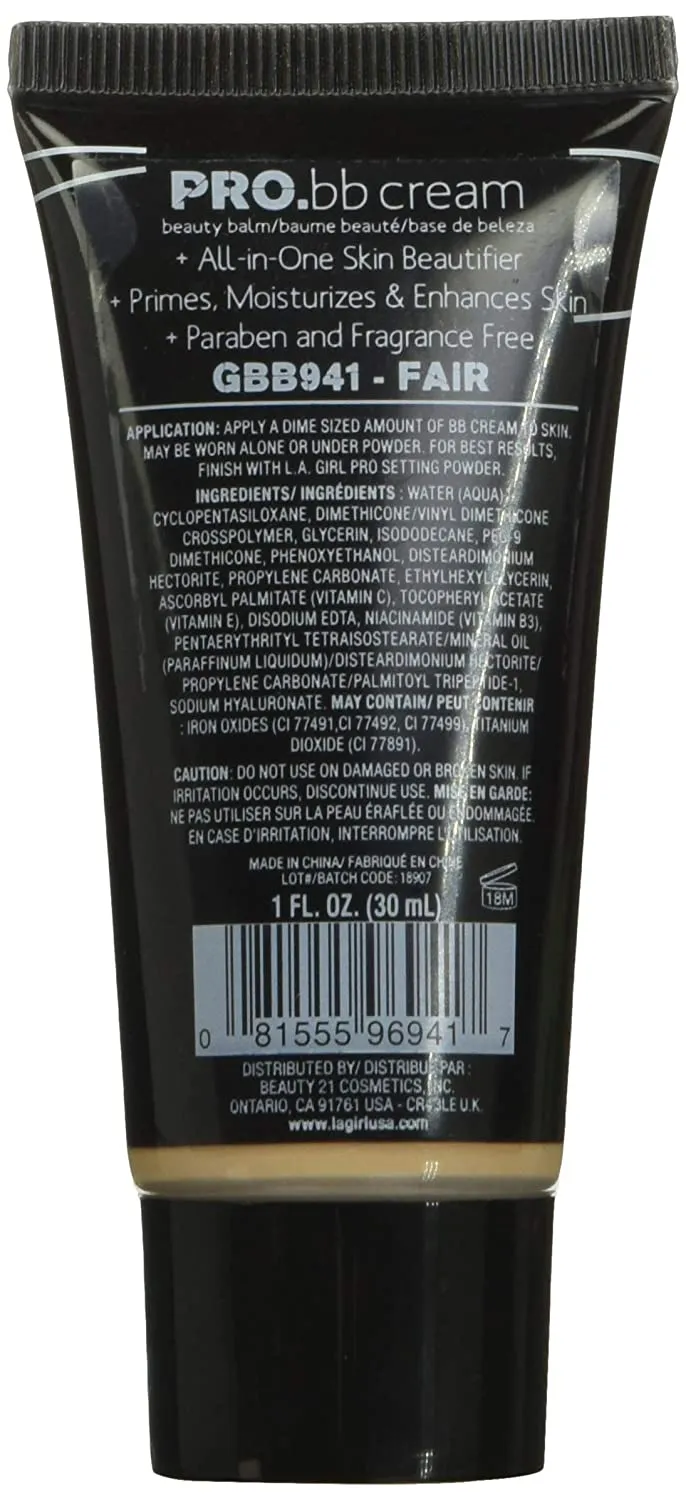 PRO.bb cream
beauty balm/baume beauté/base de beleza
+ All-in-One Skin Beautifier
+ Primes, Moisturizes & Enhances Skin
+ Paraben and Fragrance Free
GBB941 - FAIR
APPLICATION: APPLY A DIME SIZED AMOUNT OF BB CREAM TO SKIN.
MAY BE WORN ALONE OR UNDER POWDER. FOR BEST RESULTS,
FINISH WITH L.A. GIRL PRO SETTING POWDER.
INGREDIENTS/ INGRÉDIENTS : WATER (AQUA),
CYCLOPENTASILOXANE, DIMETHICONE/VINYL DIMETHICONE
CROSSPOLYMER, GLYCERIN, ISODODECANE, PEG-9
DIMETHICONE, PHENOXYETHANOL, DISTEARDIMONIUM
HECTORITE, PROPYLENE CARBONATE, ETHYLHEXYLGLYCERIN,
ASCORBYL PALMITATE (VITAMIN C), TOCOPHERYL ACETATE
(VITAMIN E), DISODIUM EDTA, NIACINAMIDE (VITAMIN B3),
PENTAERYTHRITYL TETRAISOSTEARATE/MINERAL OIL
(PARAFFINUM LIQUIDUM)/DISTEARDIMONIUM HECTORITE/
PROPYLENE CARBONATE/PALMITOYL TRIPEPTIDE-1,
SODIUM HYALURONATE. MAY CONTAIN/ PEUT CONTENIR
: IRON OXIDES (CI 77491,CI 77492, CI 77499), TITANIUM
DIOXIDE (CI 77891).
CAUTION: DO NOT USE ON DAMAGED OR BROKEN SKIN. IF
IRRITATION OCCURS, DISCONTINUE USE. MISE EN GARDE:
NE PAS UTILISER SUR LA PEAU ÉRAFLÉE OU ENDOMMAGÉE.
EN CASE D'IRRITATION, INTERROMPRE L'UTILISATION.
MADE IN CHINA/ FABRIQUÉ EN CHINE
LOT#/BATCH CODE: 18907
18M
1 FL. OZ. (30 mL)
0 81555 96941 7
DISTRIBUTED BY/ DISTRIBUÉ PAR :
BEAUTY 21 COSMETICS, INC.
ONTARIO, CA 91761 USA - CR43LE U.K.
www.lagirlusa.com